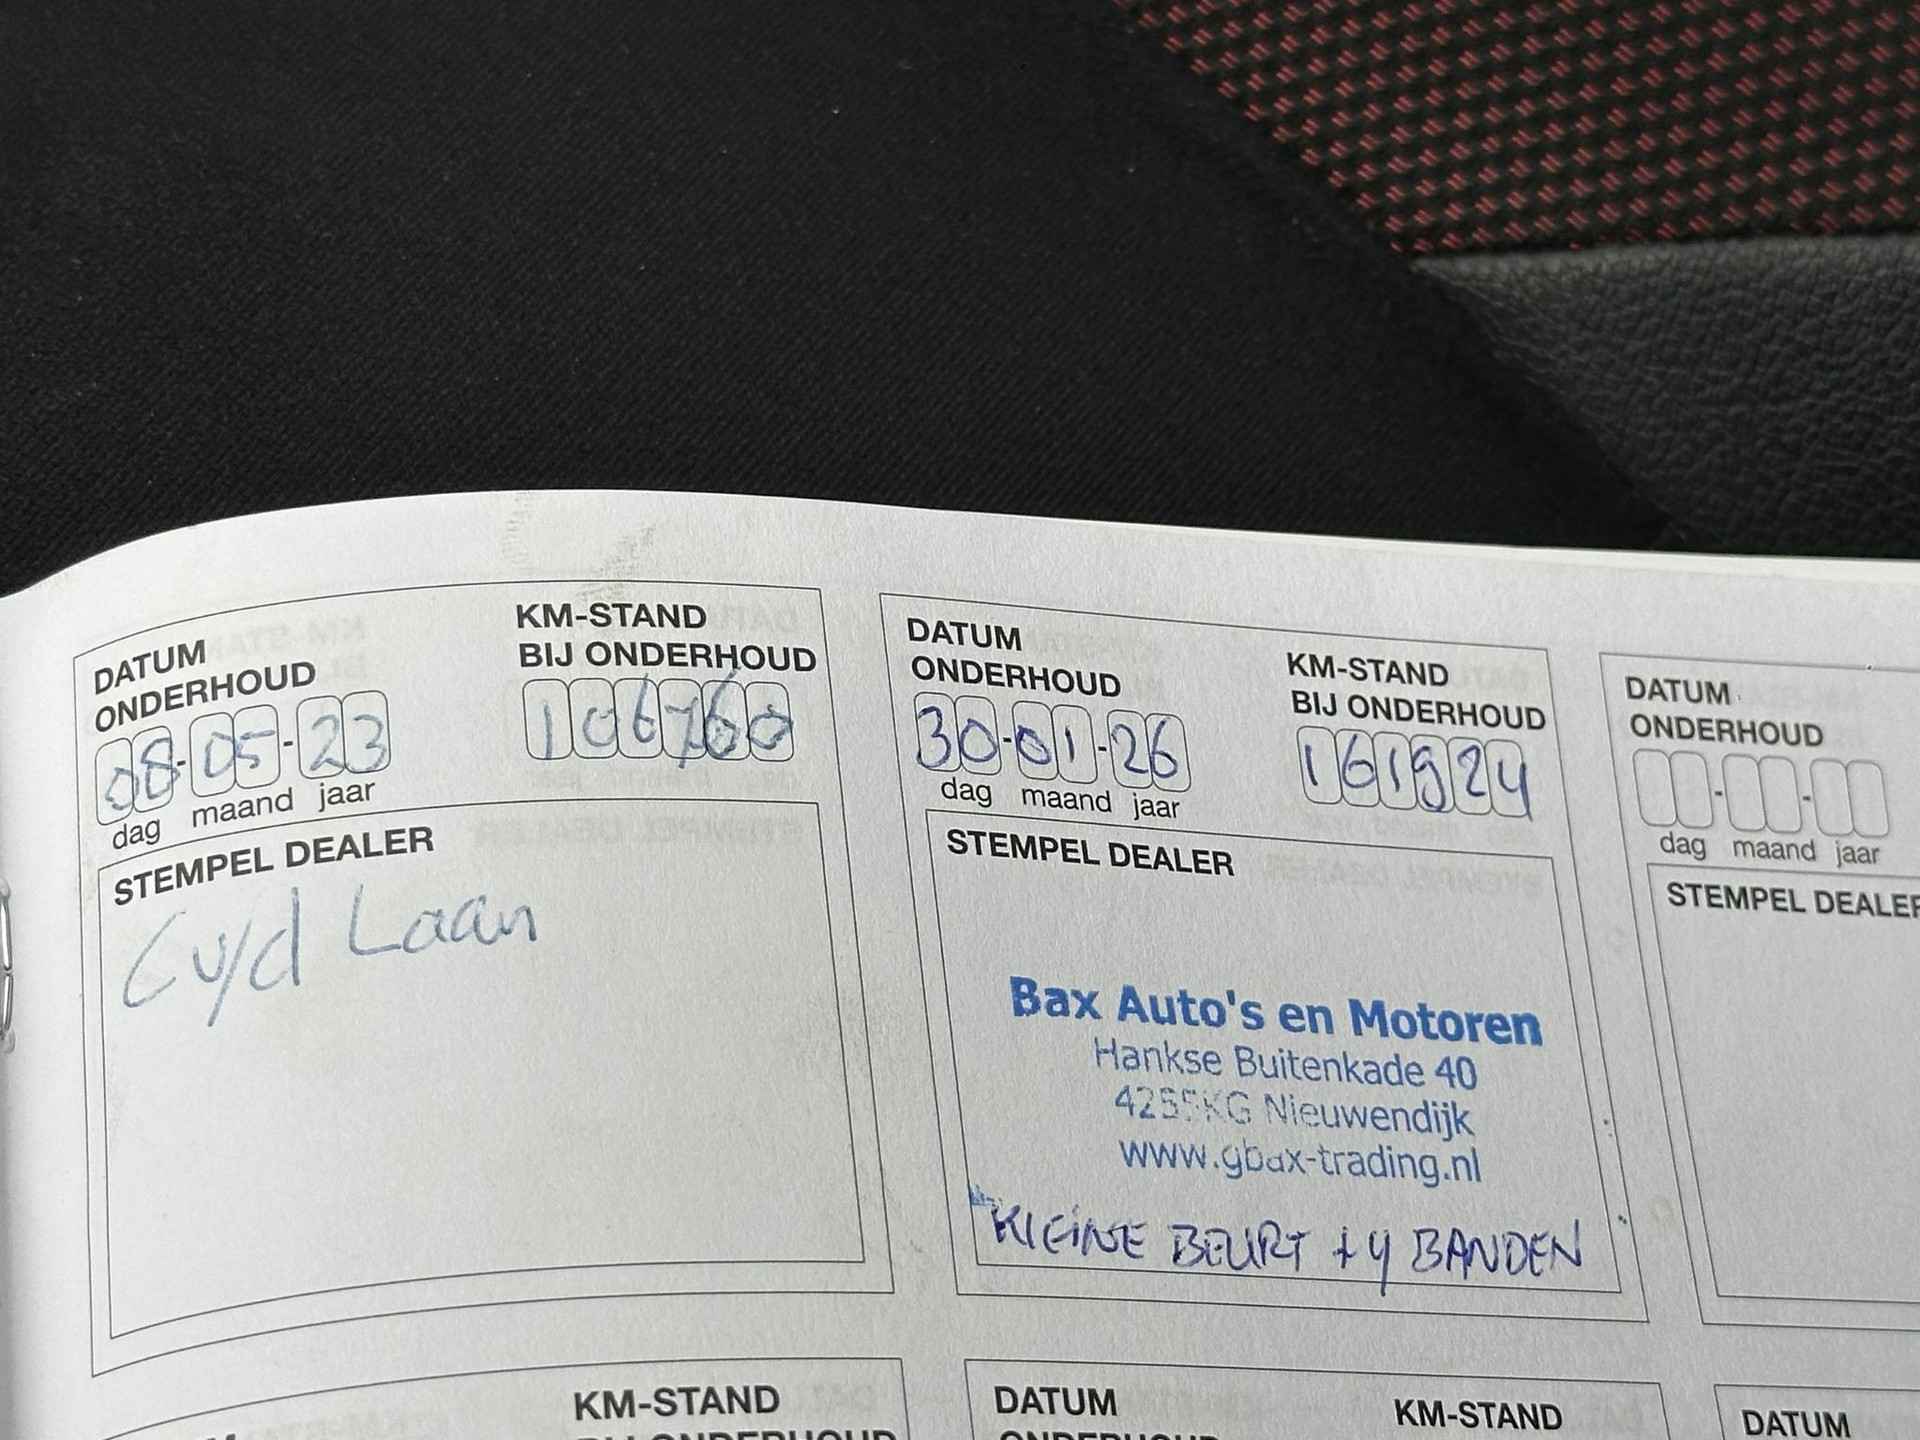 DATUM
ONDERHOUD
KM-STAND
BIJ ONDERHOUD
08-05-23
106760
dag maand jaar
STEMPEL DEALER
Laan
DATUM
ONDERHOUD
KM-STAND
BIJ ONDERHOUD
30-01-26
161924
dag maand jaar
STEMPEL DEALER
Bax Auto's en Motoren
Hankse Buitenkade 40
4255KG Nieuwendijk
www.gbax-trading.nl
KLEINE BEURT + 4 BANDEN
DATUM
ONDERHOUD
- -
dag maand jaar
STEMPEL DEALER
KM-STAND
DATUM
KM-STAND
DATUM